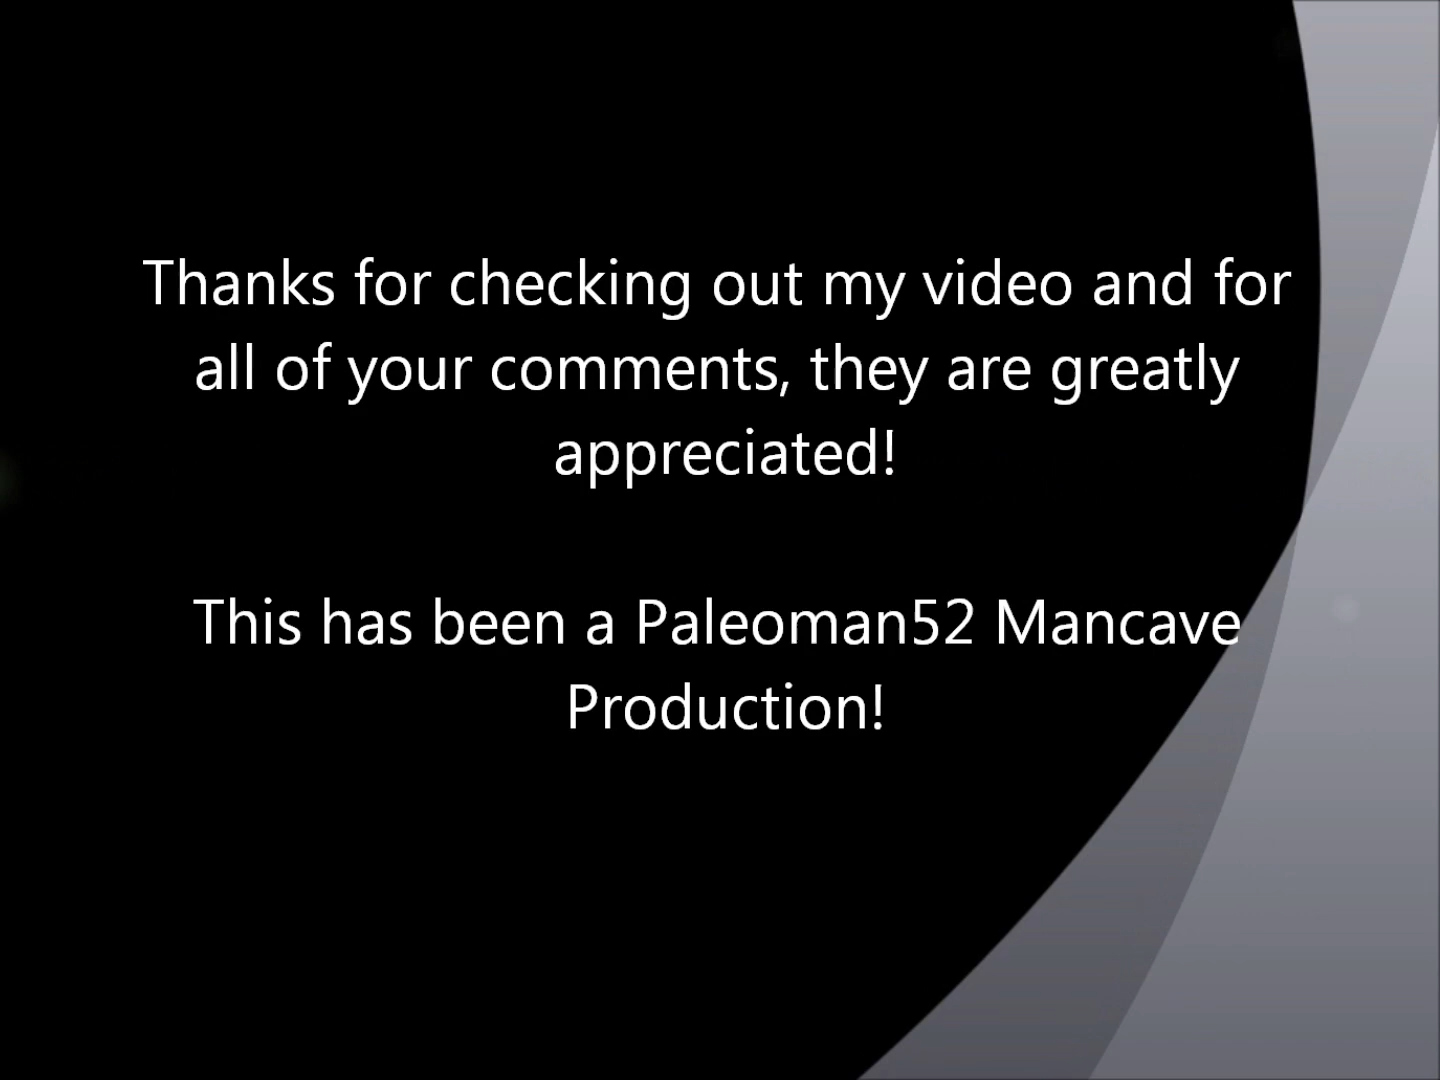 Thanks for checking out my video and for
all of your comments, they are greatly
appreciated!
This has been a Paleoman52 Mancave
Production!